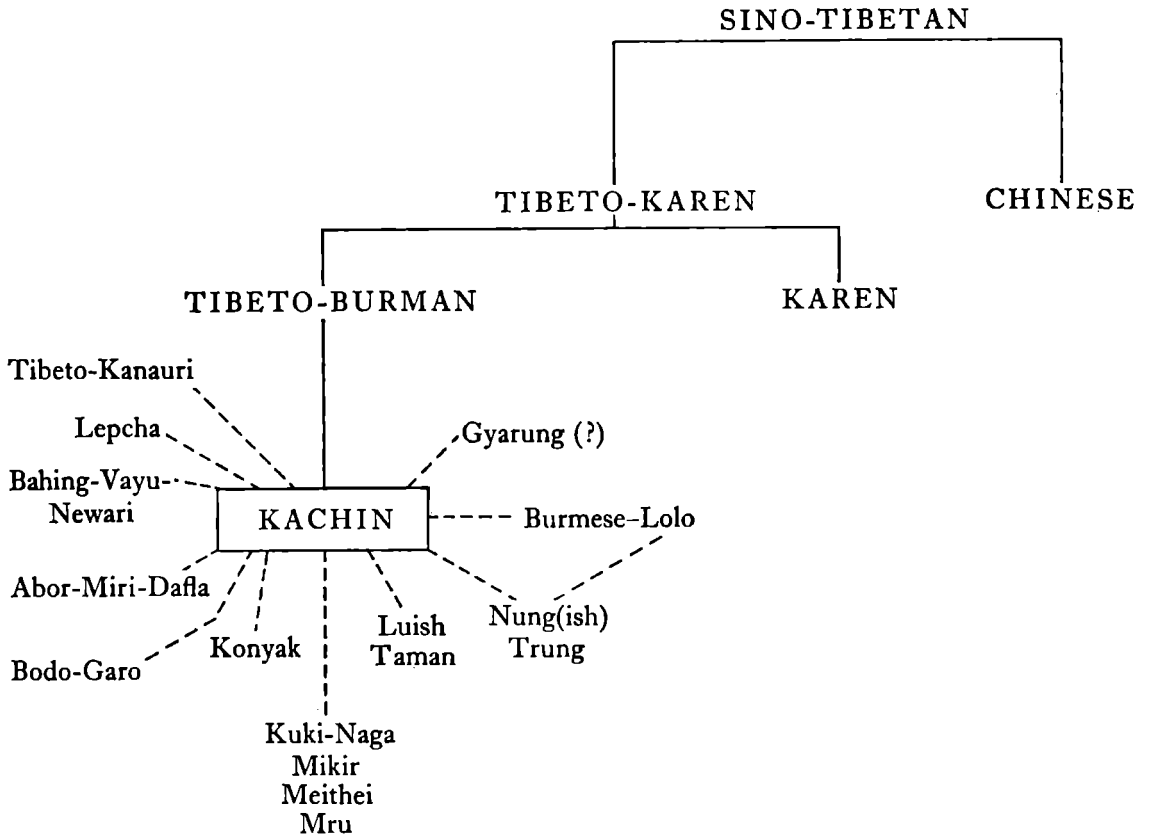 SINO-TIBETAN
TIBETO-KAREN
CHINESE
TIBETO-BURMAN
KAREN
Tibeto-Kanauri
Lepcha
Gyarung (?)
Bahing-Vayu-
Newari
KACHIN
Burmese-Lolo
Abor-Miri-Dafla
Konyak
Luish
Taman
Nung(ish)
Trung
Bodo-Garo
Kuki-Naga
Mikir
Meithei
Mru